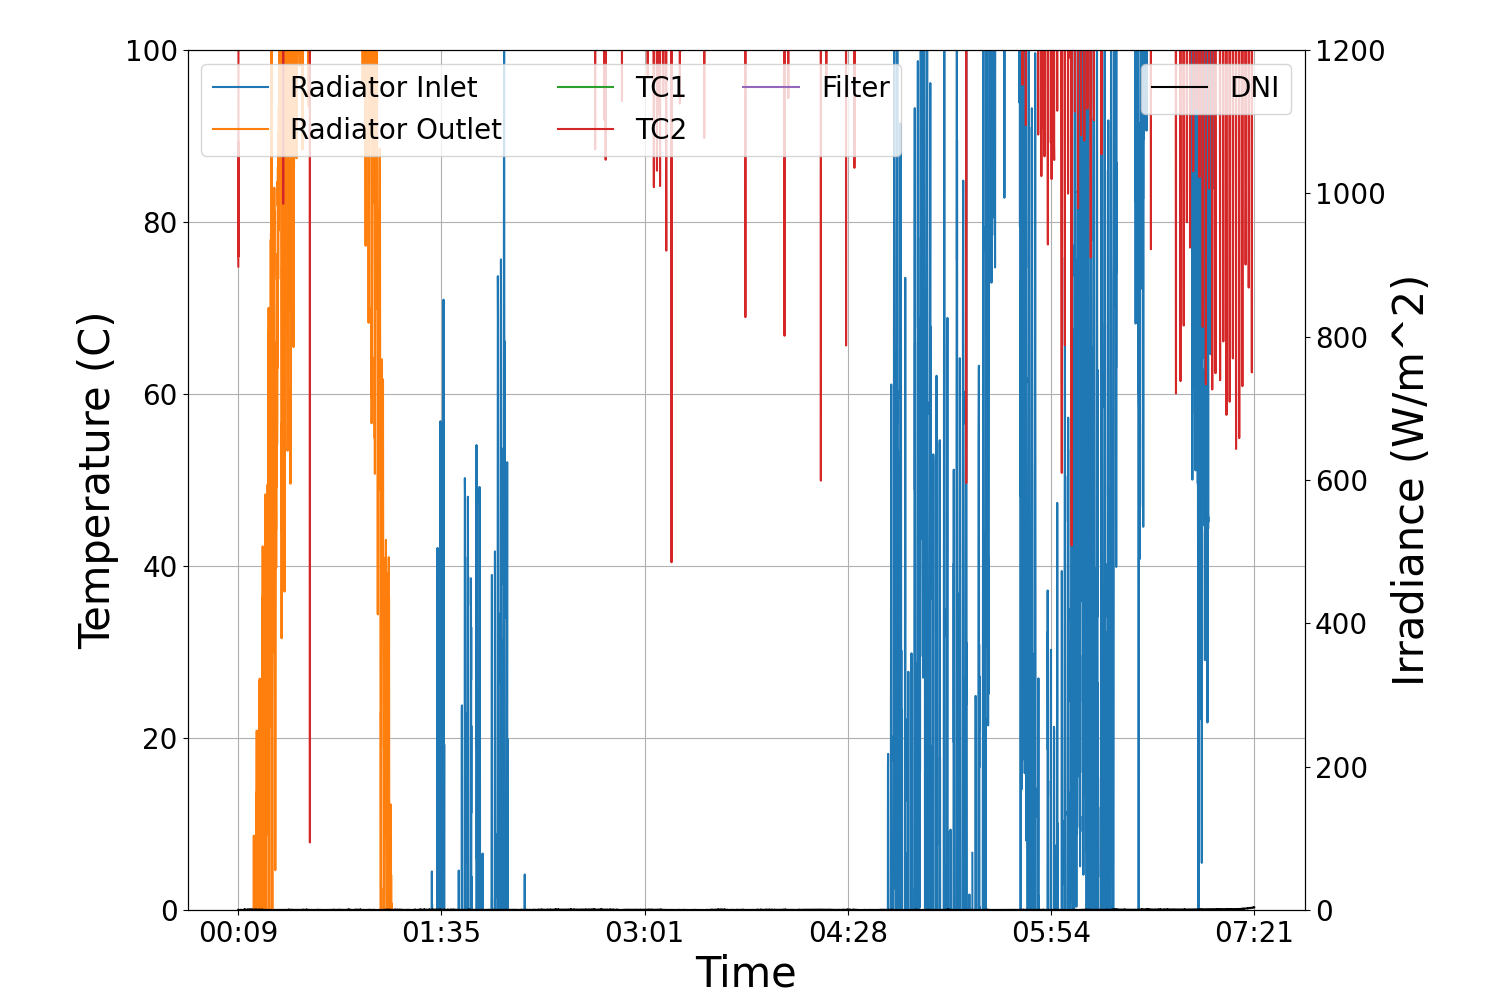 100 1200
Radiator Inlet TC1 Filter DNI
Radiator Outlet TC2
80 1000
800
60
600
40
400
20
200
0 0
00:09 01:35 03:01 04:28 05:54 07:21
Time
Temperature (C)
Irradiance (W/m^2)